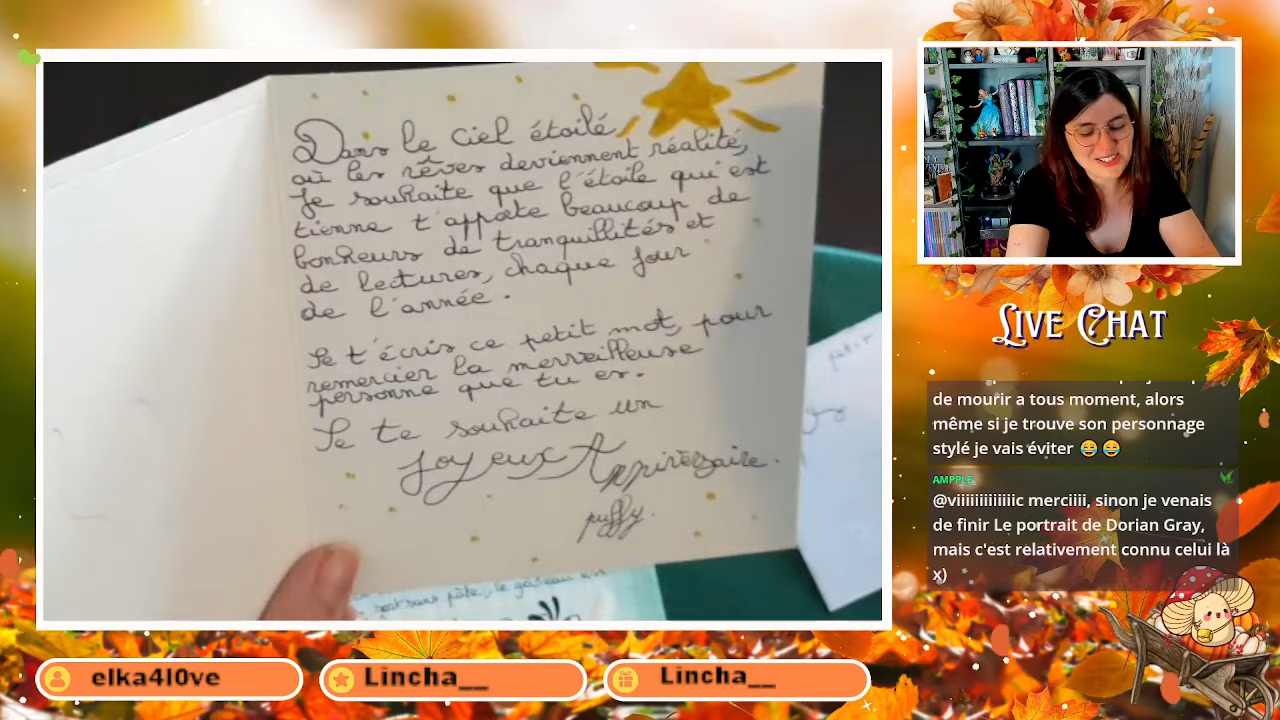 Dans le ciel étoilé,
où les rêves deviennent réalité,
Je souhaite que l'étoile qui est
tienne t'apporte beaucoup de
bonheurs de tranquillités et
de lectures, chaque jour
de l'année.
Je t'écris ce petit mot, pour
remercier la merveilleuse
personne que tu es.
Je te souhaite un
Joyeux Anniversaire.
puffy.
petit
Live Chat
de mourir a tous moment, alors
même si je trouve son personnage
stylé je vais éviter 😂 😂
AMPPLE_
@viiiiiiiiiiiic merciiii, sinon je venais
de finir Le portrait de Dorian Gray,
mais c'est relativement connu celui là
x)
elka4l0ve
Lincha__
Lincha__